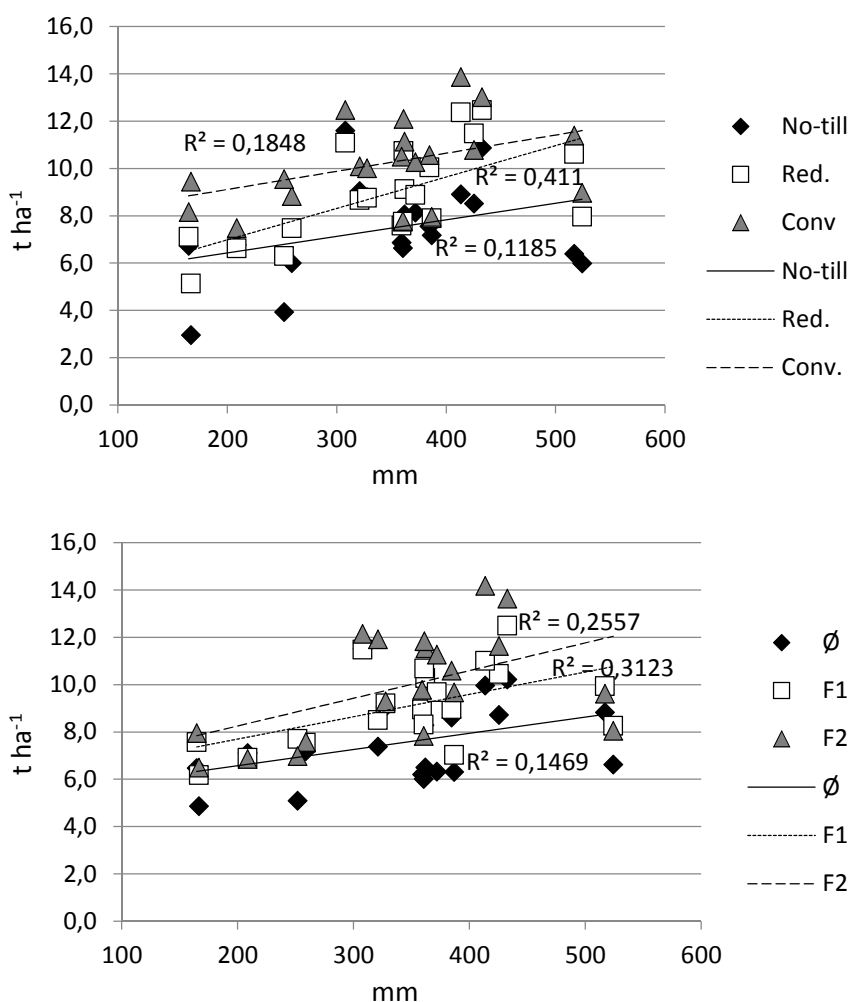 16,0
14,0
12,0
10,0
8,0
6,0
4,0
2,0
0,0
t ha-1
100 200 300 400 500 600
mm
R² = 0,1848
R² = 0,411
R² = 0,1185
No-till
Red.
Conv
No-till
Red.
Conv.
16,0
14,0
12,0
10,0
8,0
6,0
4,0
2,0
0,0
t ha-1
100 200 300 400 500 600
mm
R² = 0,2557
R² = 0,3123
R² = 0,1469
Ø
F1
F2
Ø
F1
F2